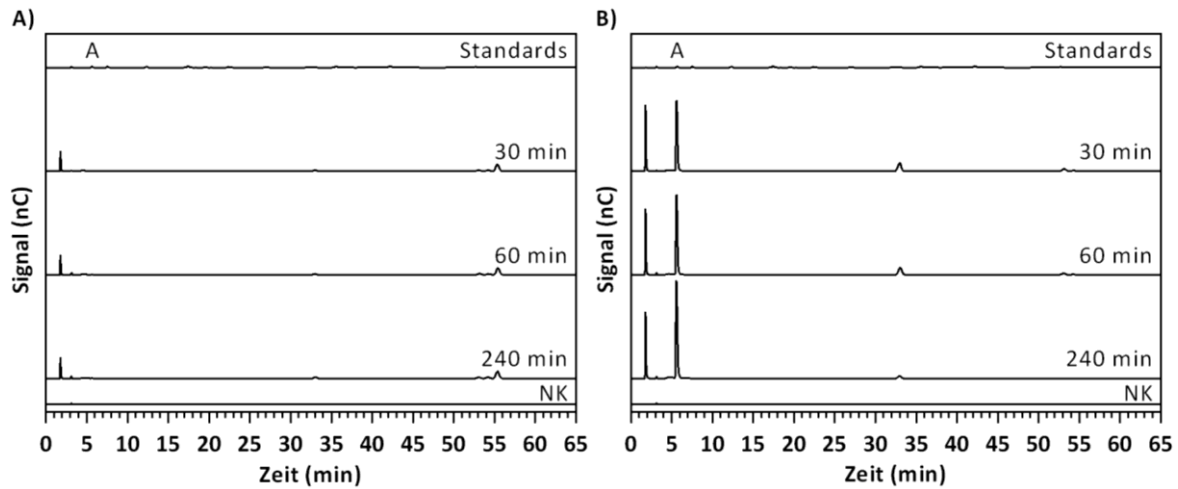 A)
A
Standards
30 min
60 min
240 min
NK
Signal (nC)
0 5 10 15 20 25 30 35 40 45 50 55 60 65
Zeit (min)
B)
A
Standards
30 min
60 min
240 min
NK
Signal (nC)
0 5 10 15 20 25 30 35 40 45 50 55 60 65
Zeit (min)